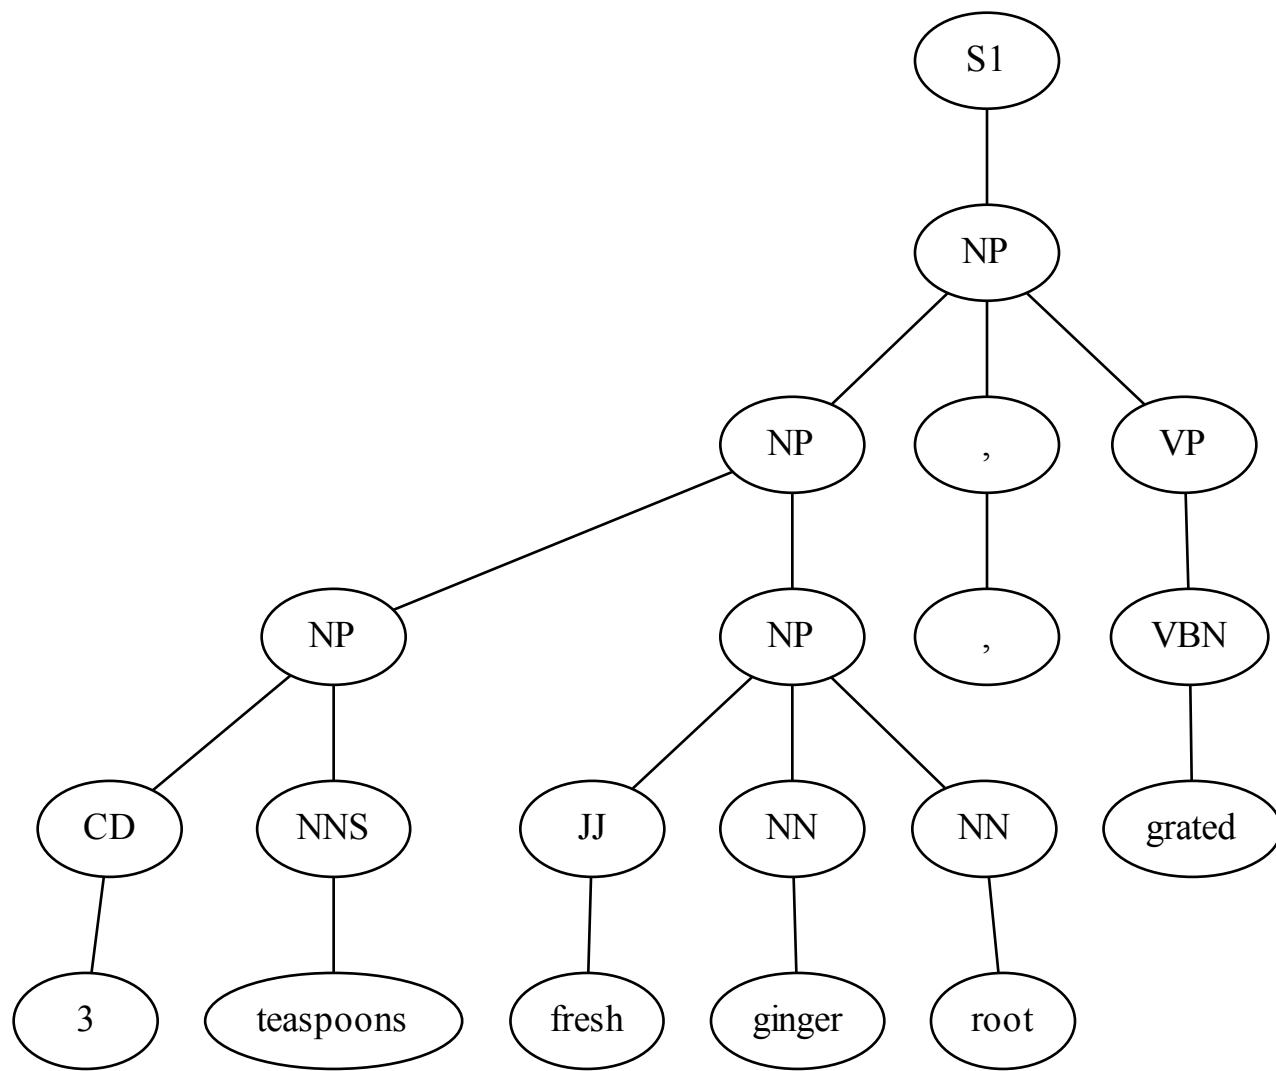 S1
NP
NP , VP
NP NP , VBN
CD NNS JJ NN NN grated
3 teaspoons fresh ginger root